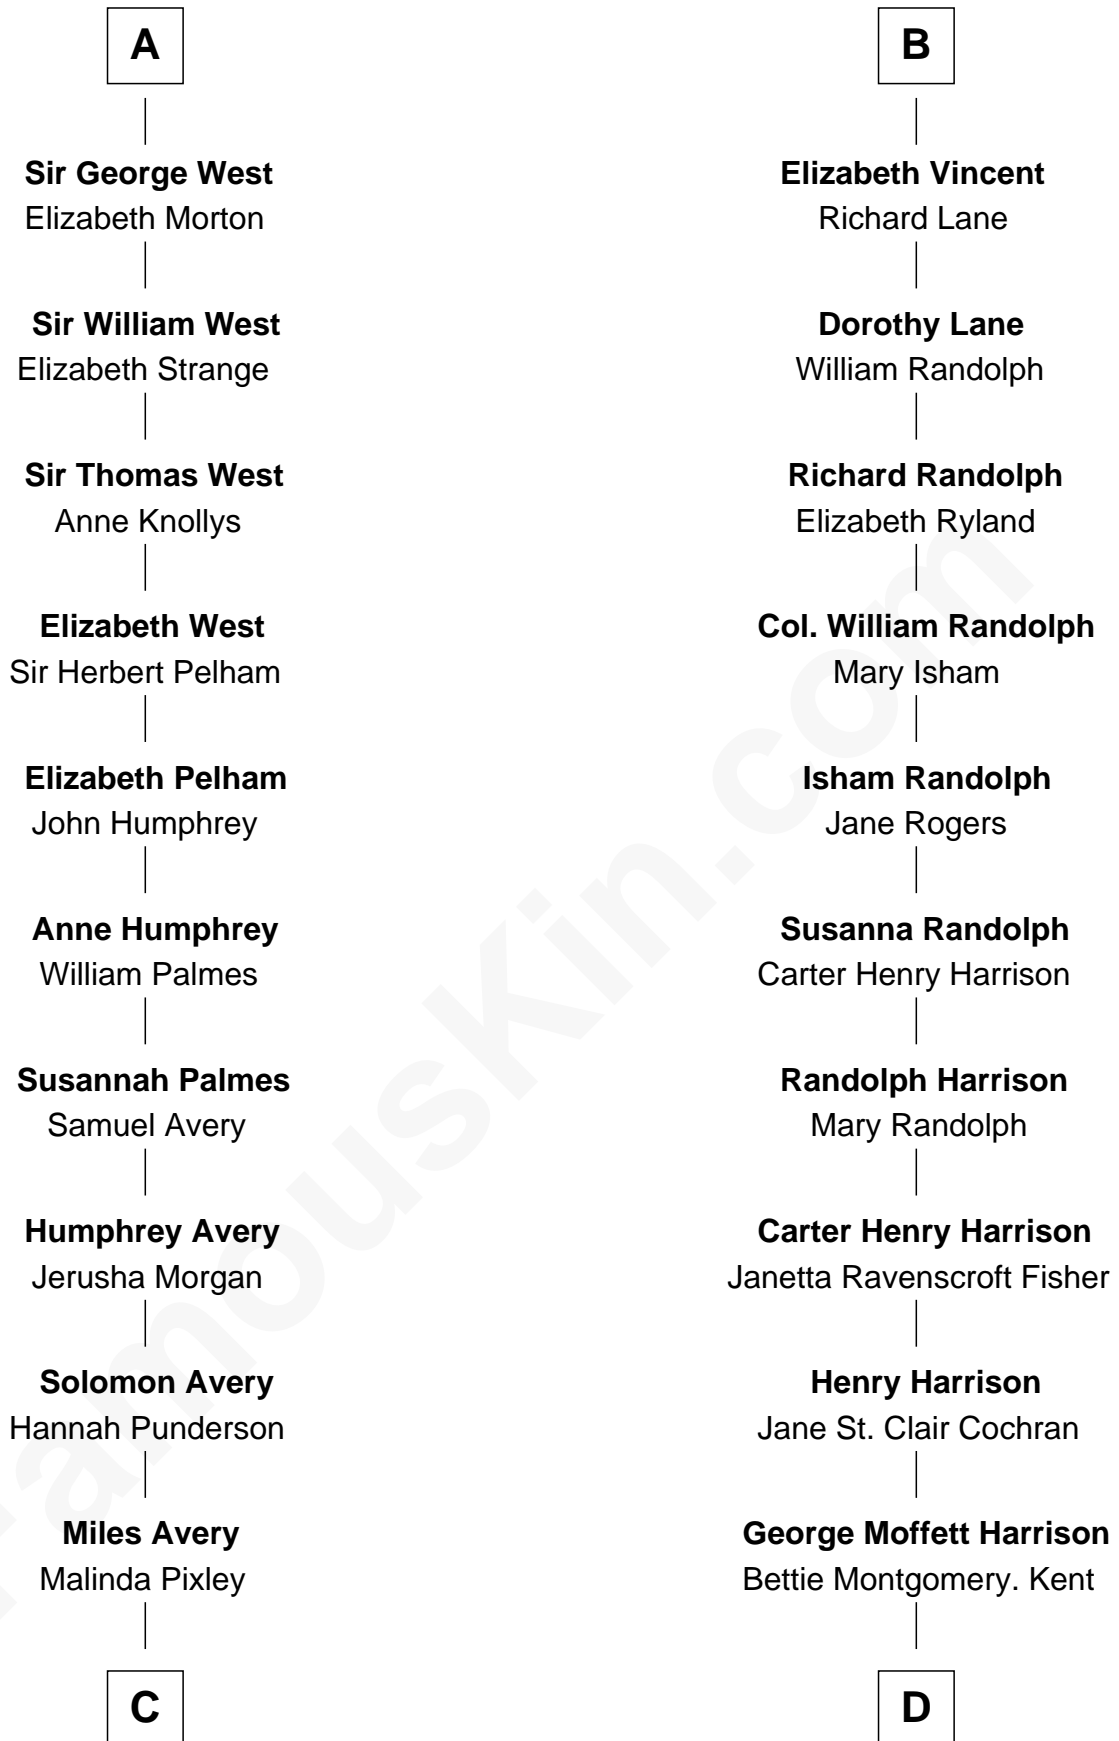 A
Sir George West
Elizabeth Morton
Sir William West
Elizabeth Strange
Sir Thomas West
Anne Knollys
Elizabeth West
Sir Herbert Pelham
Elizabeth Pelham
John Humphrey
Anne Humphrey
William Palmes
Susannah Palmes
Samuel Avery
Humphrey Avery
Jerusha Morgan
Solomon Avery
Hannah Punderson
Miles Avery
Malinda Pixley
C
B
Elizabeth Vincent
Richard Lane
Dorothy Lane
William Randolph
Richard Randolph
Elizabeth Ryland
Col. William Randolph
Mary Isham
Isham Randolph
Jane Rogers
Susanna Randolph
Carter Henry Harrison
Randolph Harrison
Mary Randolph
Carter Henry Harrison
Janetta Ravenscroft Fisher
Henry Harrison
Jane St. Clair Cochran
George Moffett Harrison
Bettie Montgomery. Kent
D
FamousKin.com